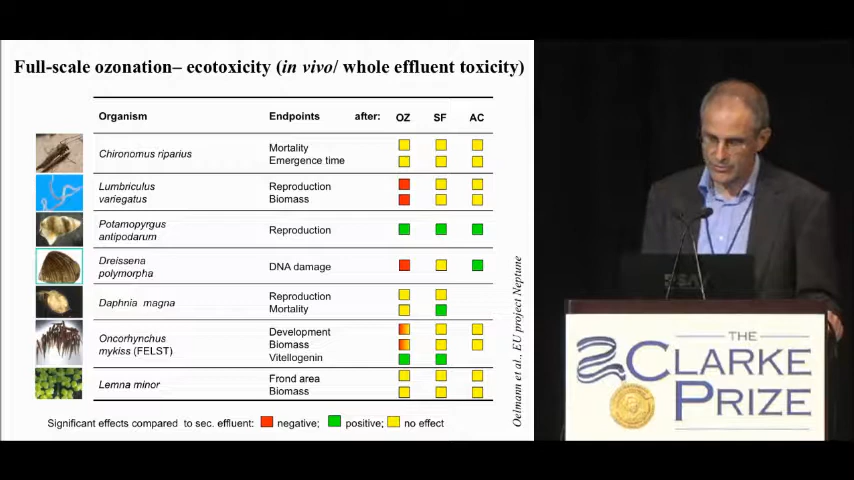 Full-scale ozonation– ecotoxicity (in vivo/ whole effluent toxicity)
Organism Endpoints after: OZ SF AC
Chironomus riparius
Mortality
Emergence time
Lumbriculus
variegatus
Reproduction
Biomass
Potamopyrgus
antipodarum
Reproduction
Dreissena
polymorpha
DNA damage
Daphnia magna
Reproduction
Mortality
Oncorhynchus
mykiss (FELST)
Development
Biomass
Vitellogenin
Lemna minor
Frond area
Biomass
Significant effects compared to sec. effluent: negative; positive; no effect
Oelmann et al., EU project Neptune
THE
CLARKE
PRIZE